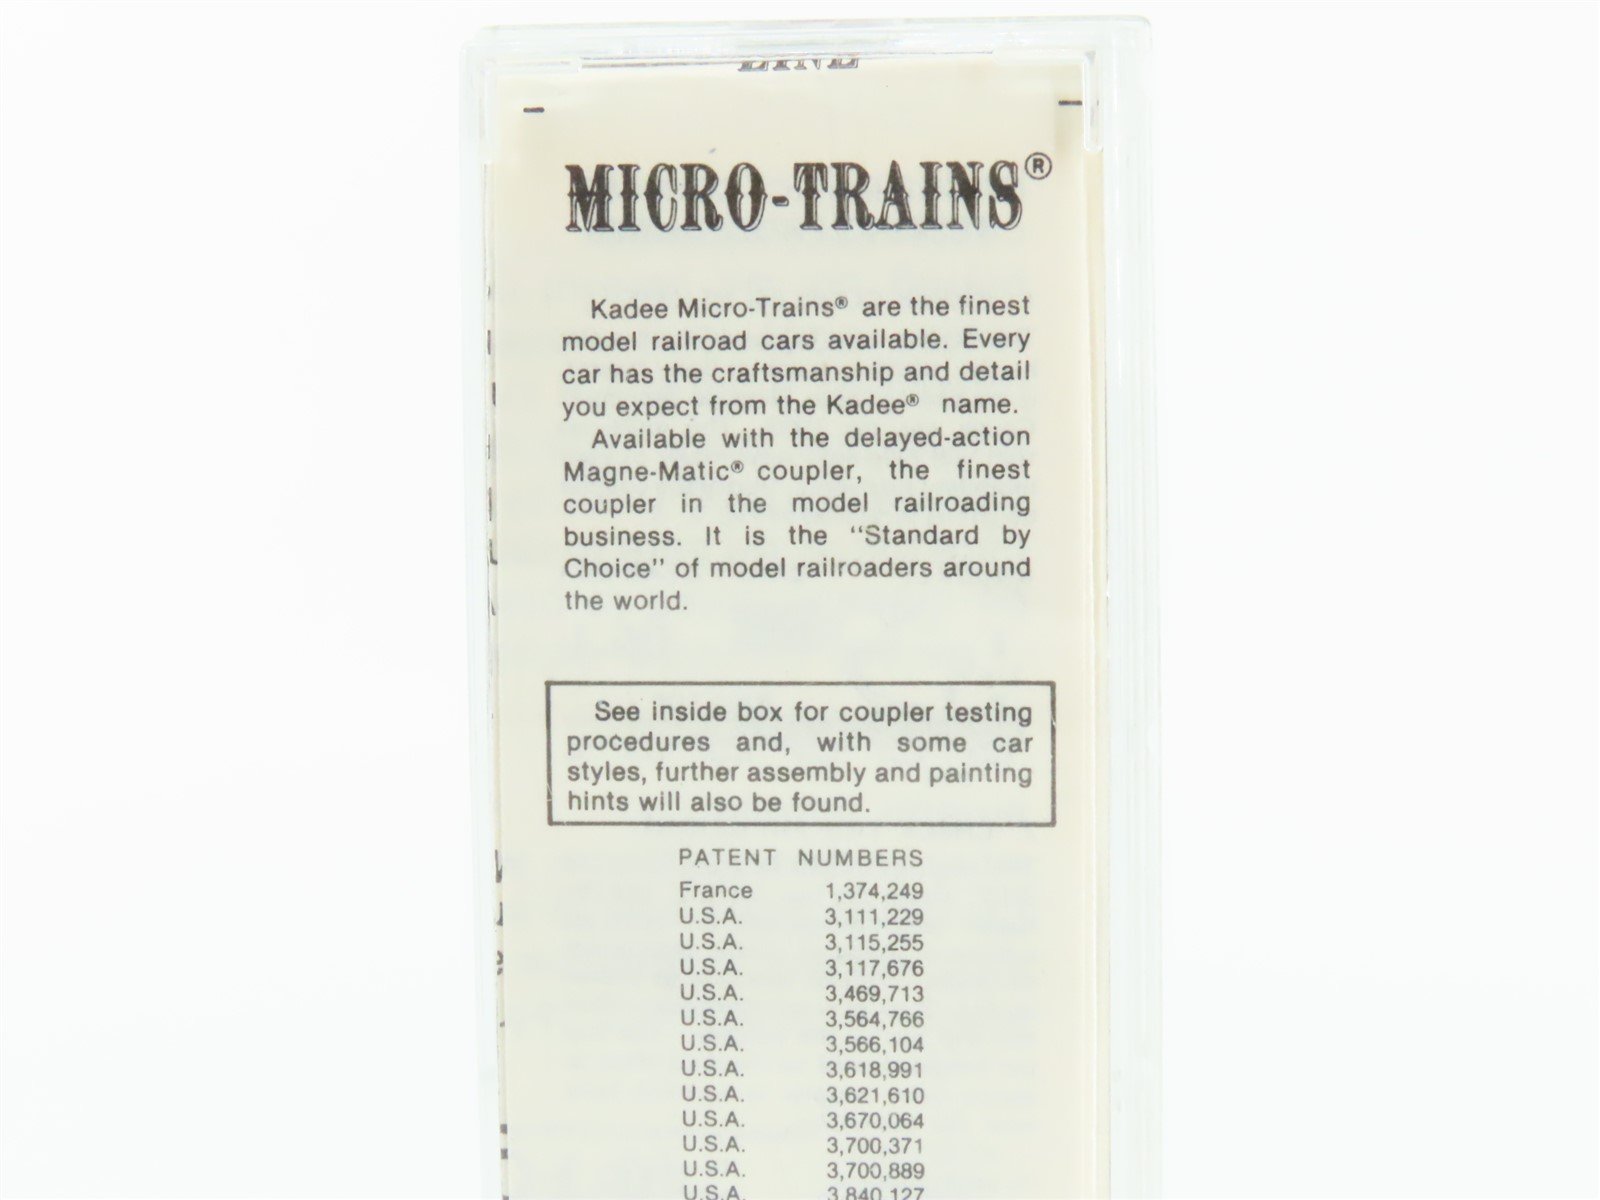 LINE
MICRO-TRAINS®
Kadee Micro-Trains® are the finest
model railroad cars available. Every
car has the craftsmanship and detail
you expect from the Kadee® name.
Available with the delayed-action
Magne-Matic® coupler, the finest
coupler in the model railroading
business. It is the “Standard by
Choice” of model railroaders around
the world.
See inside box for coupler testing
procedures and, with some car
styles, further assembly and painting
hints will also be found.
PATENT NUMBERS
France 1,374,249
U.S.A. 3,111,229
U.S.A. 3,115,255
U.S.A. 3,117,676
U.S.A. 3,469,713
U.S.A. 3,564,766
U.S.A. 3,566,104
U.S.A. 3,618,991
U.S.A. 3,621,610
U.S.A. 3,670,064
U.S.A. 3,700,371
U.S.A. 3,700,889
U.S.A. 3,840,127